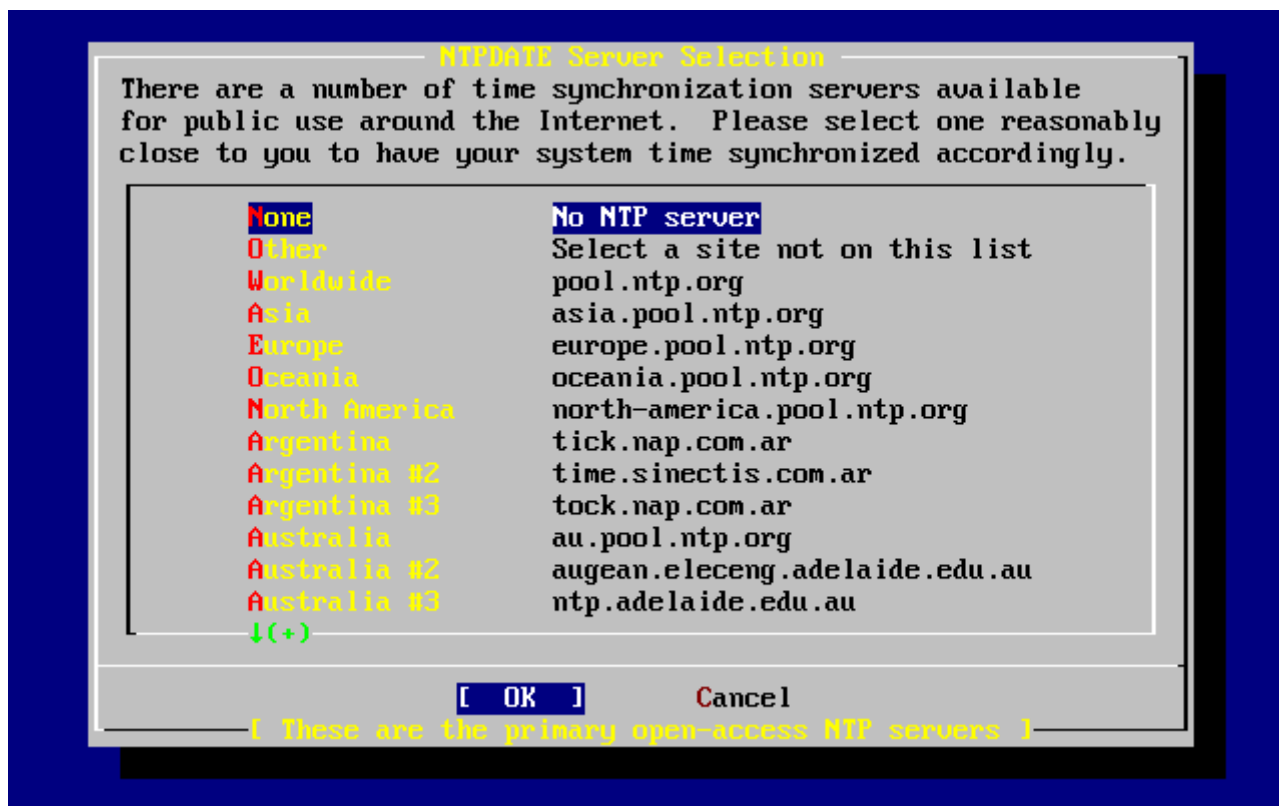 NTPDATE Server Selection
There are a number of time synchronization servers available
for public use around the Internet.  Please select one reasonably
close to you to have your system time synchronized accordingly.
None No NTP server
Other Select a site not on this list
Worldwide pool.ntp.org
Asia asia.pool.ntp.org
Europe europe.pool.ntp.org
Oceania oceania.pool.ntp.org
North America north-america.pool.ntp.org
Argentina tick.nap.com.ar
Argentina #2 time.sinectis.com.ar
Argentina #3 tock.nap.com.ar
Australia au.pool.ntp.org
Australia #2 augean.eleceng.adelaide.edu.au
Australia #3 ntp.adelaide.edu.au
↓(+)
[  OK  ] Cancel
[ These are the primary open-access NTP servers ]